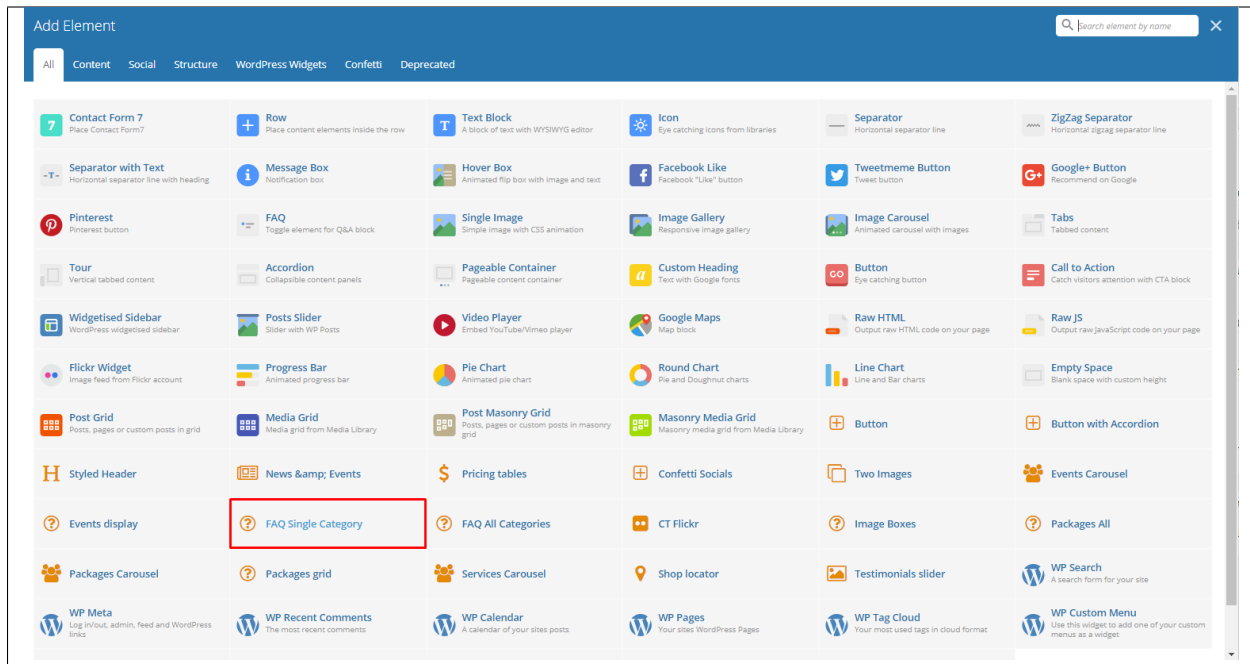 Add Element
Search element by name
All Content Social Structure WordPress Widgets Confetti Deprecated
7 Contact Form 7
Place Contact Form7
Row
Place content elements inside the row
T Text Block
A block of text with WYSIWYG editor
Icon
Eye catching icons from libraries
Separator
Horizontal separator line
ZigZag Separator
Horizontal zigzag separator line
-T- Separator with Text
Horizontal separator line with heading
i Message Box
Notification box
Hover Box
Animated flip box with image and text
f Facebook Like
Facebook "Like" button
Tweetmeme Button
Tweet button
G+ Google+ Button
Recommend on Google
Pinterest
Pinterest button
FAQ
Toggle element for Q&A block
Single Image
Simple image with CSS animation
Image Gallery
Responsive image gallery
Image Carousel
Animated carousel with images
Tabs
Tabbed content
Tour
Vertical tabbed content
Accordion
Collapsible content panels
Pageable Container
Pageable content container
a Custom Heading
Text with Google fonts
GO Button
Eye catching button
Call to Action
Catch visitors attention with CTA block
Widgetised Sidebar
WordPress widgetised sidebar
Posts Slider
Slider with WP Posts
Video Player
Embed YouTube/Vimeo player
Google Maps
Map block
Raw HTML
Output raw HTML code on your page
Raw JS
Output raw JavaScript code on your page
Flickr Widget
Image feed from Flickr account
Progress Bar
Animated progress bar
Pie Chart
Animated pie chart
Round Chart
Pie and Doughnut charts
Line Chart
Line and Bar charts
Empty Space
Blank space with custom height
Post Grid
Posts, pages or custom posts in grid
Media Grid
Media grid from Media Library
Post Masonry Grid
Posts, pages or custom posts in masonry
grid
Masonry Media Grid
Masonry media grid from Media Library
Button
Button with Accordion
H Styled Header
News &amp; Events
$ Pricing tables
Confetti Socials
Two Images
Events Carousel
? Events display
? FAQ Single Category
? FAQ All Categories
CT Flickr
? Image Boxes
? Packages All
Packages Carousel
? Packages grid
Services Carousel
Shop locator
Testimonials slider
WP Search
A search form for your site
WP Meta
Log in/out, admin, feed and WordPress
links
WP Recent Comments
The most recent comments
WP Calendar
A calendar of your sites posts
WP Pages
Your sites WordPress Pages
WP Tag Cloud
Your most used tags in cloud format
WP Custom Menu
Use this widget to add one of your custom
menus as a widget